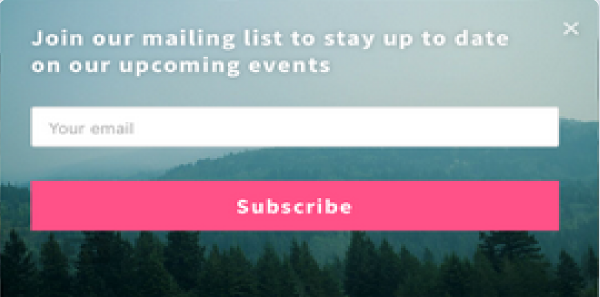 Join our mailing list to stay up to date
on our upcoming events
Your email
Subscribe